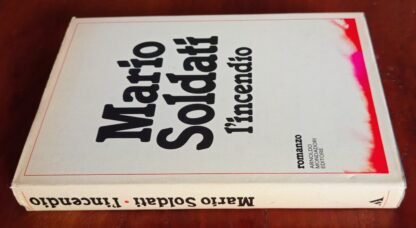 Mario
Soldati
l'incendio
romanzo
ARNOLDO
MONDADORI
EDITORE
Mario Soldati • l'incendio